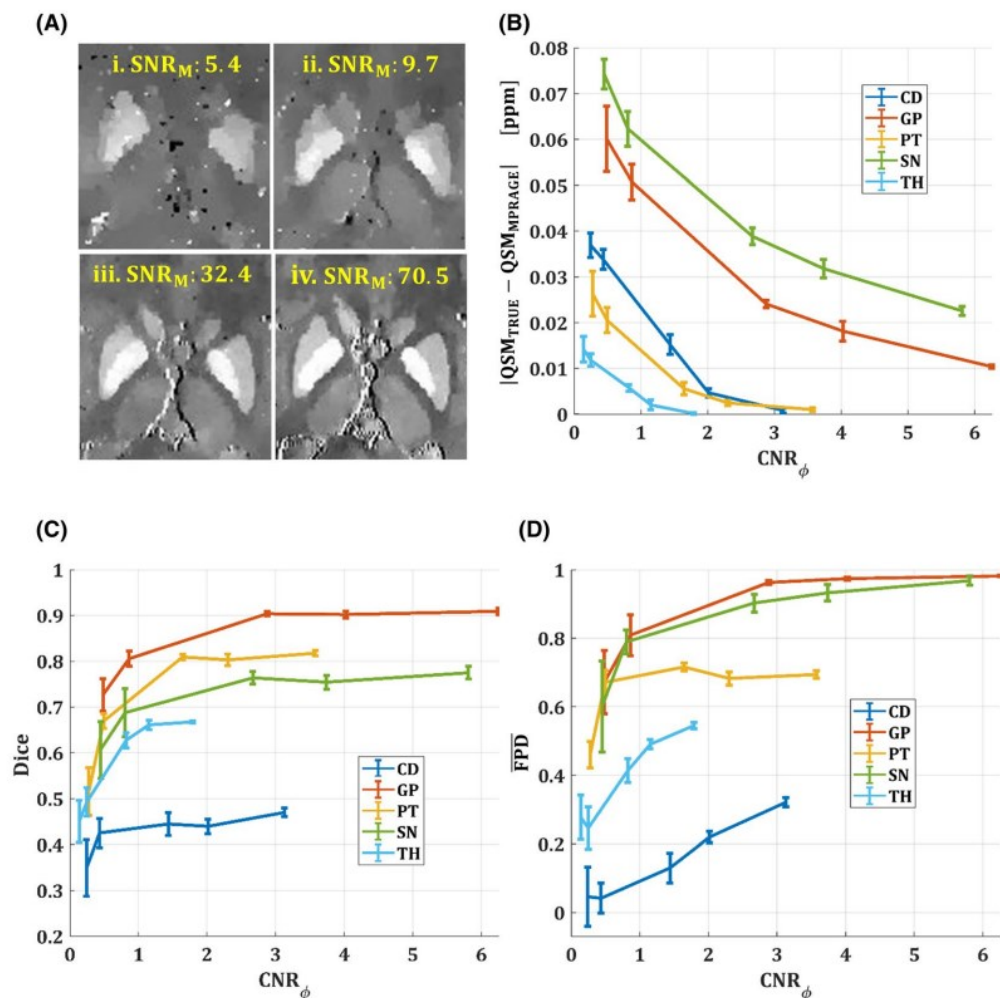 (A)
i. SNR_M: 5.4
ii. SNR_M: 9.7
iii. SNR_M: 32.4
iv. SNR_M: 70.5
(B)
|QSM_TRUE − QSM_MPRAGE| [ppm]
0.08
0.07
0.06
0.05
0.04
0.03
0.02
0.01
0
CD
GP
PT
SN
TH
0 1 2 3 4 5 6
CNR_ϕ
(C)
Dice
1
0.9
0.8
0.7
0.6
0.5
0.4
0.3
0.2
CD
GP
PT
SN
TH
0 1 2 3 4 5 6
CNR_ϕ
(D)
F̅P̅D̅
1
0.8
0.6
0.4
0.2
0
CD
GP
PT
SN
TH
0 1 2 3 4 5 6
CNR_ϕ